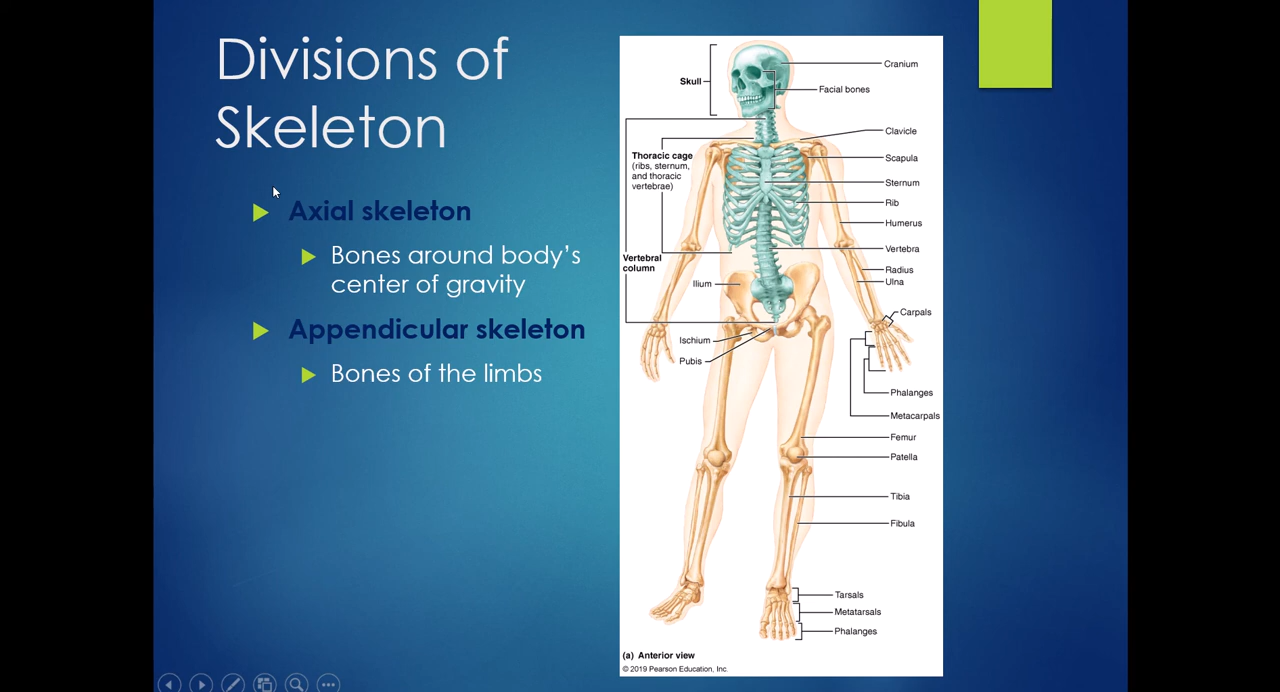 Divisions of
Skeleton
Axial skeleton
Bones around body's
center of gravity
Appendicular skeleton
Bones of the limbs
Skull
Cranium
Facial bones
Clavicle
Thoracic cage
(ribs, sternum,
and thoracic
vertebrae)
Scapula
Sternum
Rib
Humerus
Vertebra
Vertebral
column
Radius
Ulna
Ilium
Carpals
Ischium
Pubis
Phalanges
Metacarpals
Femur
Patella
Tibia
Fibula
Tarsals
Metatarsals
Phalanges
(a) Anterior view
© 2019 Pearson Education, Inc.